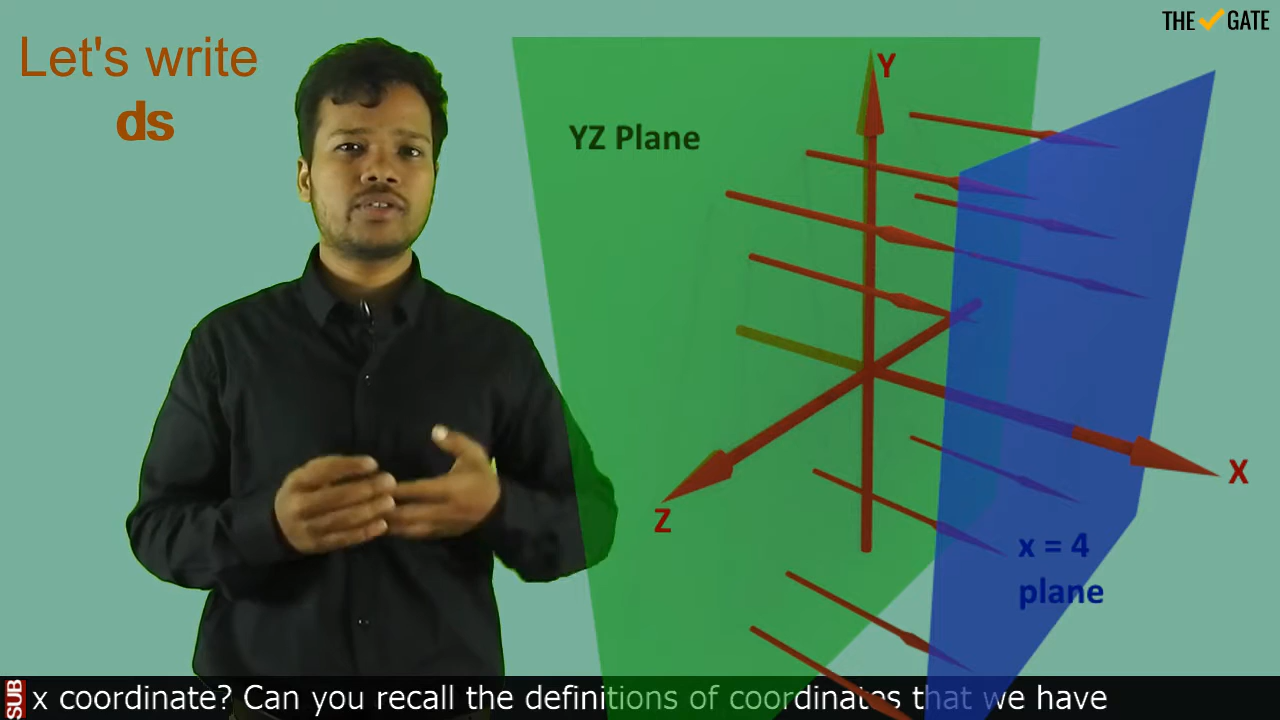 THE GATE
Let's write
ds
Y
YZ Plane
X
Z
x = 4
plane
SUB
x coordinate? Can you recall the definitions of coordinates that we have